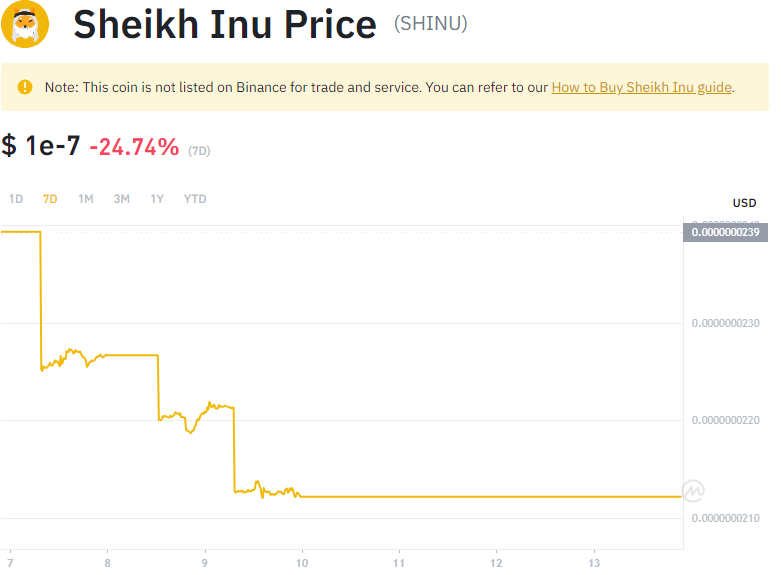 Sheikh Inu Price (SHINU)
Note: This coin is not listed on Binance for trade and service. You can refer to our How to Buy Sheikh Inu guide.
$ 1e-7 -24.74% (7D)
1D 7D 1M 3M 1Y YTD
USD
0.0000000239
0.0000000230
0.0000000220
0.0000000210
7 8 9 10 11 12 13